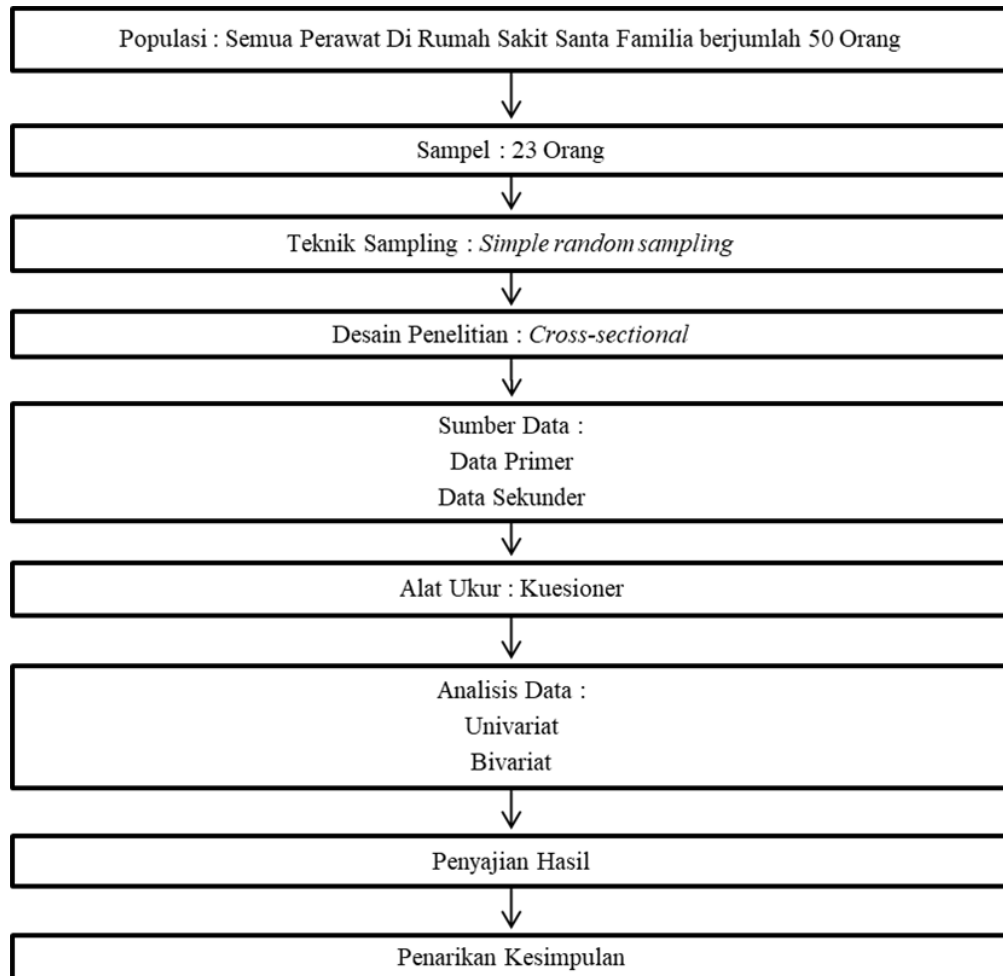 Populasi : Semua Perawat Di Rumah Sakit Santa Familia berjumlah 50 Orang
Sampel : 23 Orang
Teknik Sampling : Simple random sampling
Desain Penelitian : Cross-sectional
Sumber Data :
Data Primer
Data Sekunder
Alat Ukur : Kuesioner
Analisis Data :
Univariat
Bivariat
Penyajian Hasil
Penarikan Kesimpulan